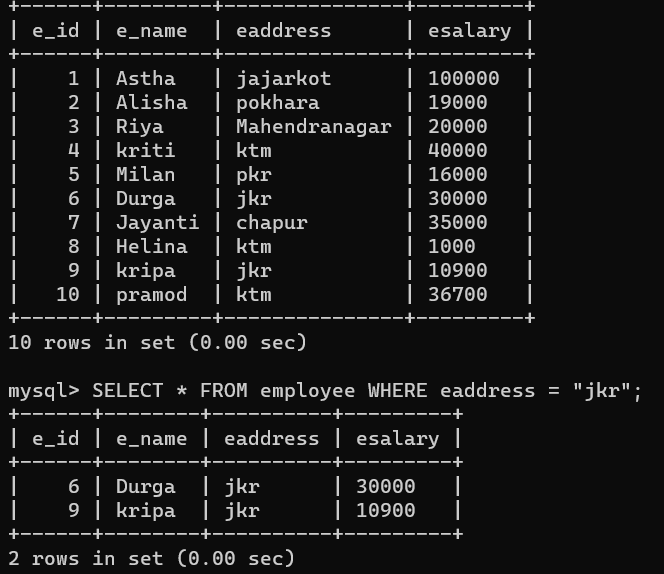 +------+---------+---------------+---------+
| e_id | e_name  | eaddress      | esalary |
+------+---------+---------------+---------+
|    1 | Astha   | jajarkot      | 100000  |
|    2 | Alisha  | pokhara       | 19000   |
|    3 | Riya    | Mahendranagar | 20000   |
|    4 | kriti   | ktm           | 40000   |
|    5 | Milan   | pkr           | 16000   |
|    6 | Durga   | jkr           | 30000   |
|    7 | Jayanti | chapur        | 35000   |
|    8 | Helina  | ktm           | 1000    |
|    9 | kripa   | jkr           | 10900   |
|   10 | pramod  | ktm           | 36700   |
+------+---------+---------------+---------+
10 rows in set (0.00 sec)

mysql> SELECT * FROM employee WHERE eaddress = "jkr";
+------+--------+----------+---------+
| e_id | e_name | eaddress | esalary |
+------+--------+----------+---------+
|    6 | Durga  | jkr      | 30000   |
|    9 | kripa  | jkr      | 10900   |
+------+--------+----------+---------+
2 rows in set (0.00 sec)